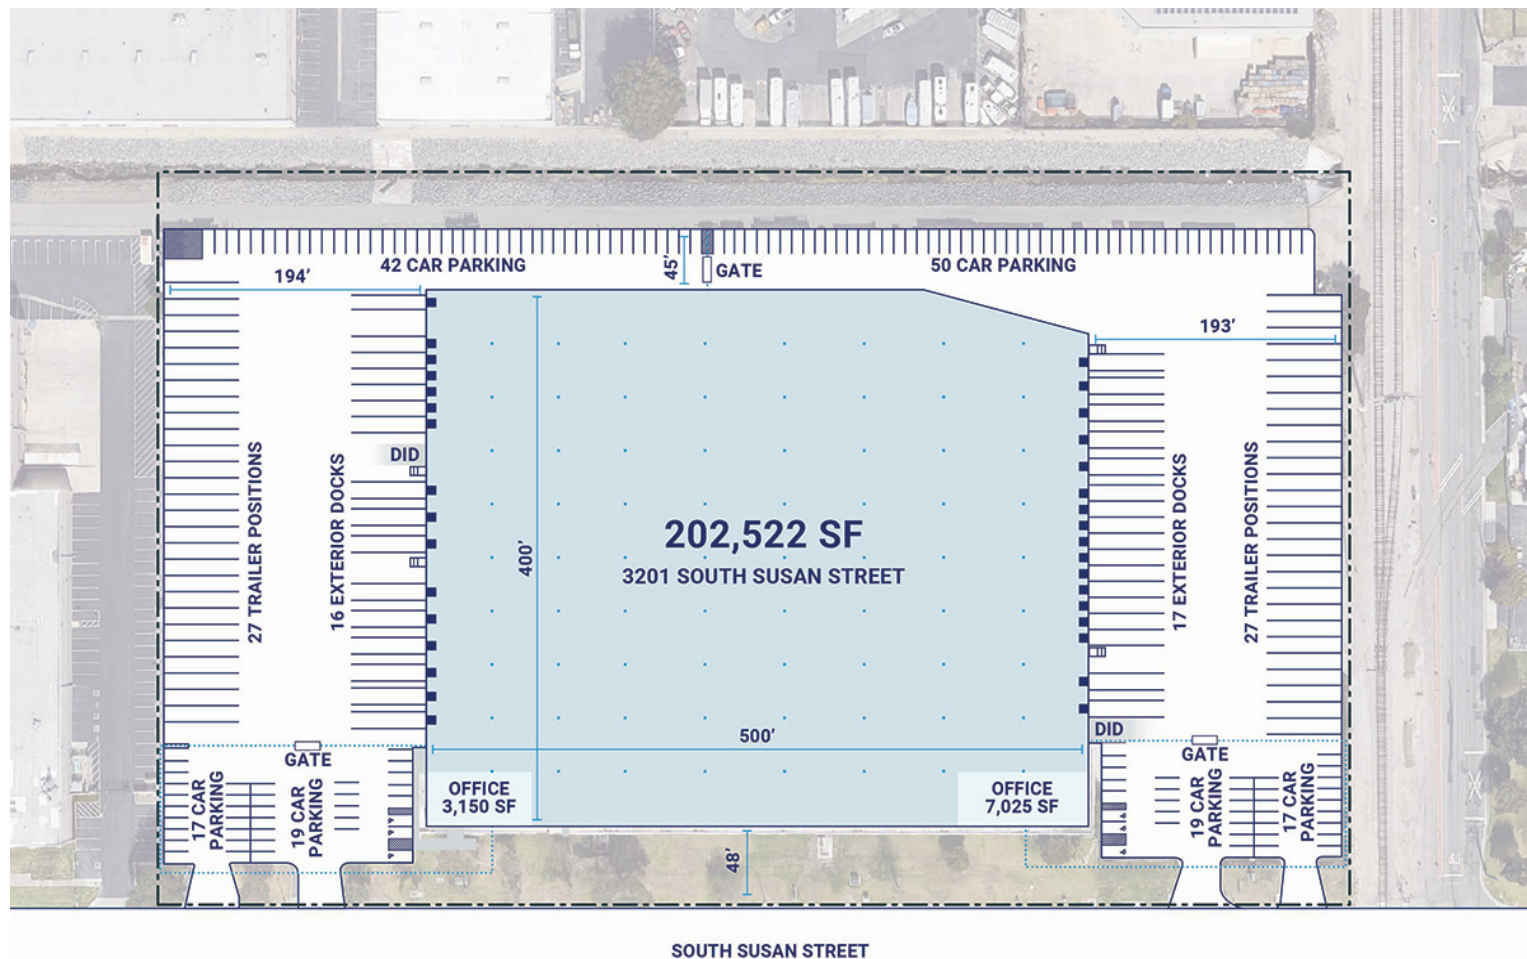 42 CAR PARKING
50 CAR PARKING
45’
GATE
194’
193’
DID
27 TRAILER POSITIONS
16 EXTERIOR DOCKS
400’
202,522 SF
3201 SOUTH SUSAN STREET
17 EXTERIOR DOCKS
27 TRAILER POSITIONS
500’
DID
GATE
GATE
17 CAR
PARKING
19 CAR
PARKING
OFFICE
3,150 SF
OFFICE
7,025 SF
19 CAR
PARKING
17 CAR
PARKING
48’
SOUTH SUSAN STREET